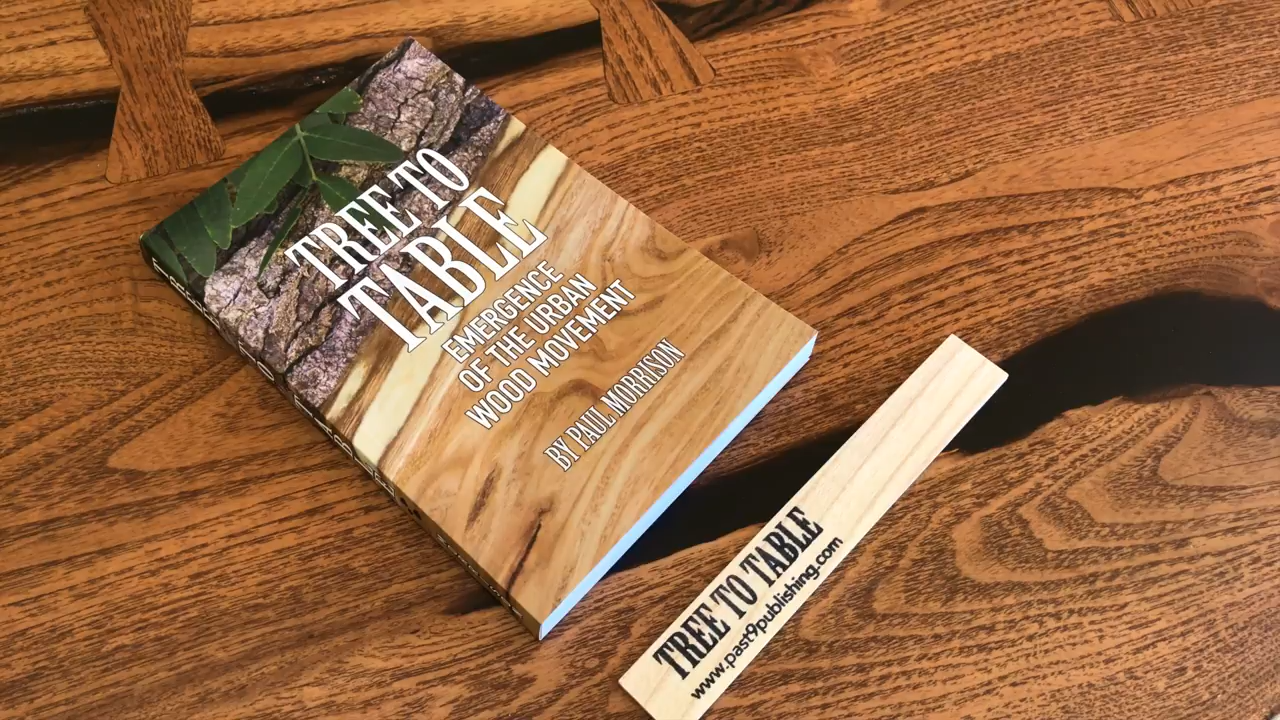 TREE TO
TABLE
EMERGENCE
OF THE URBAN
WOOD MOVEMENT
BY PAUL MORRISON
TREE TO TABLE
www.past9publishing.com